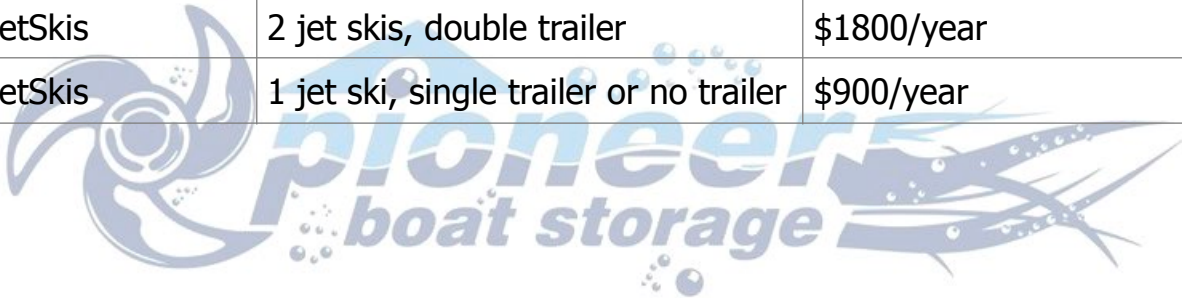 etSkis 2 jet skis, double trailer $1800/year
etSkis 1 jet ski, single trailer or no trailer $900/year
pioneer
boat storage